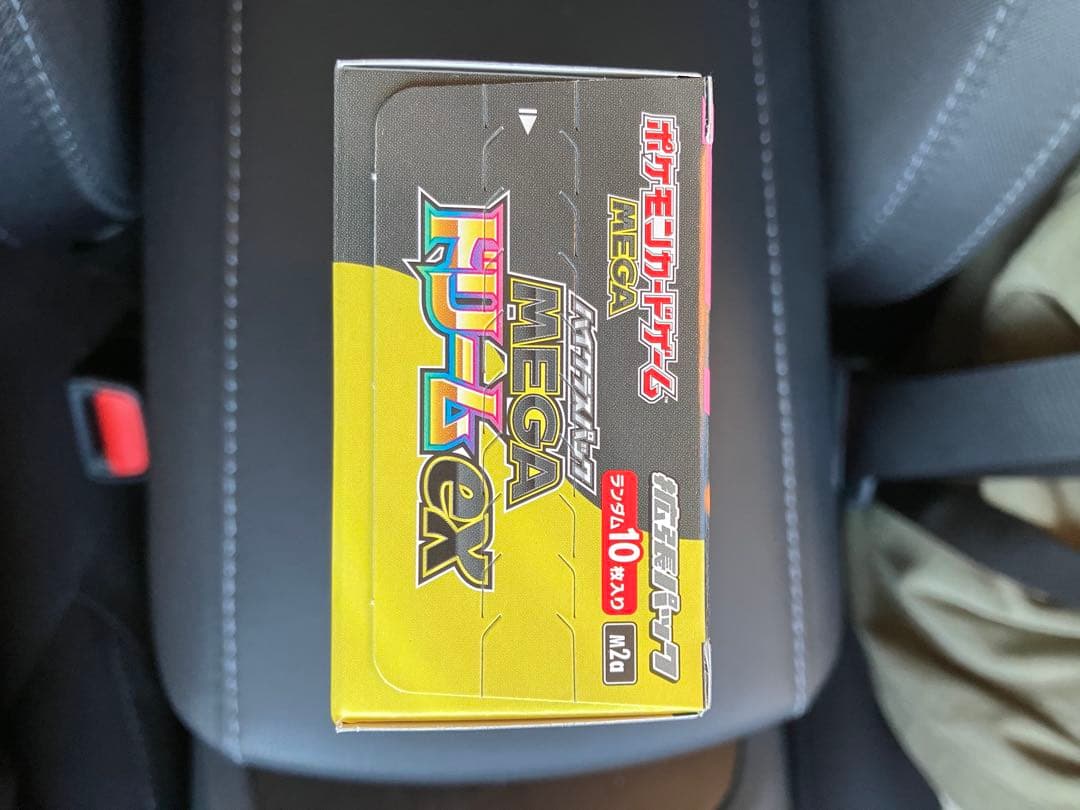 ポケモンカードゲーム™
MEGA
拡張パック
ハイクラスパック
MEGA
ドリームex
ランダム10枚入り
M2a